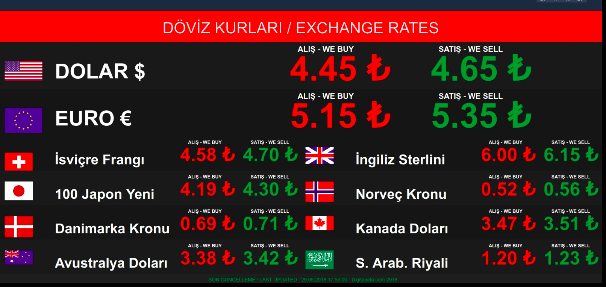 DÖVİZ KURLARI / EXCHANGE RATES
ALIŞ - WE BUY SATIŞ - WE SELL
DOLAR $ 4.45 ₺ 4.65 ₺
ALIŞ - WE BUY SATIŞ - WE SELL
EURO € 5.15 ₺ 5.35 ₺
ALIŞ - WE BUY SATIŞ - WE SELL ALIŞ - WE BUY SATIŞ - WE SELL
İsviçre Frangı 4.58 ₺ 4.70 ₺ İngiliz Sterlini 6.00 ₺ 6.15 ₺
ALIŞ - WE BUY SATIŞ - WE SELL ALIŞ - WE BUY SATIŞ - WE SELL
100 Japon Yeni 4.19 ₺ 4.30 ₺ Norveç Kronu 0.52 ₺ 0.56 ₺
ALIŞ - WE BUY SATIŞ - WE SELL ALIŞ - WE BUY SATIŞ - WE SELL
Danimarka Kronu 0.69 ₺ 0.71 ₺ Kanada Doları 3.47 ₺ 3.51 ₺
ALIŞ - WE BUY SATIŞ - WE SELL ALIŞ - WE BUY SATIŞ - WE SELL
Avustralya Doları 3.38 ₺ 3.42 ₺ S. Arab. Riyali 1.20 ₺ 1.23 ₺
SON GÜNCELLEME - LAST UPDATED